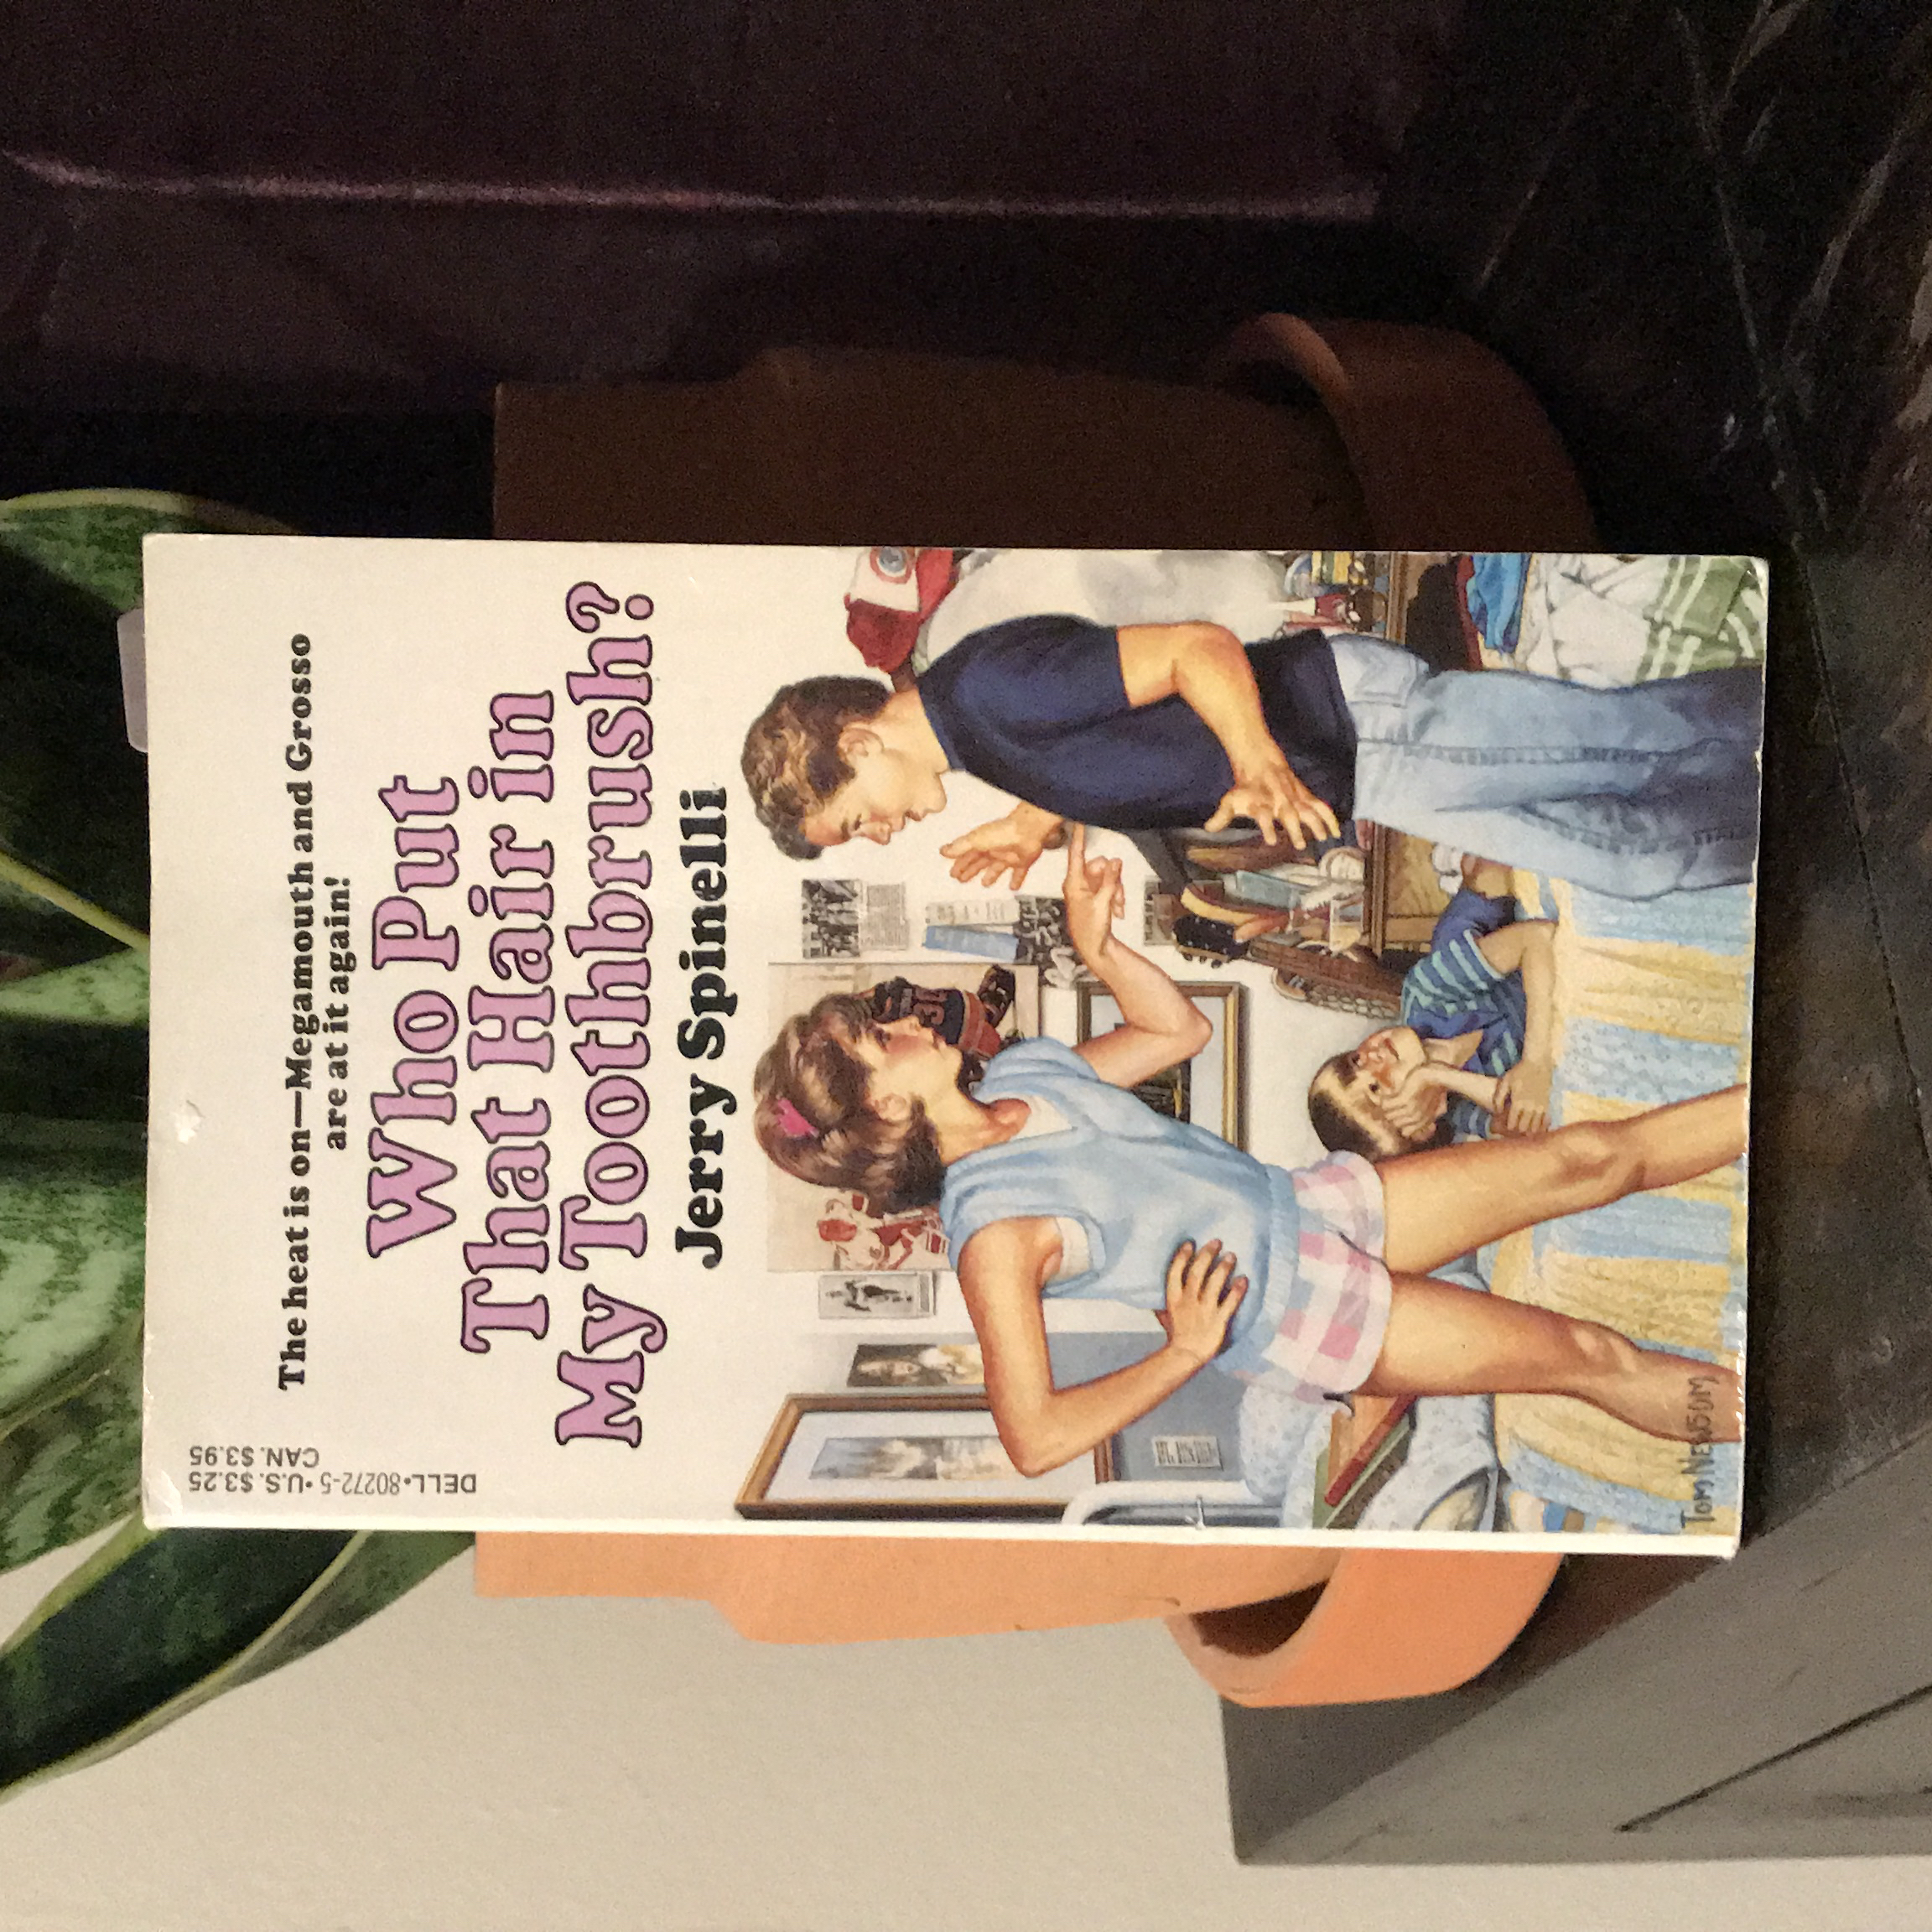 DELL•80272-5•U.S. $3.25
CAN. $3.95
The heat is on—Megamouth and Grosso
are at it again!
Who Put
That Hair in
My Toothbrush?
Jerry Spinelli
TOM NEWSOM